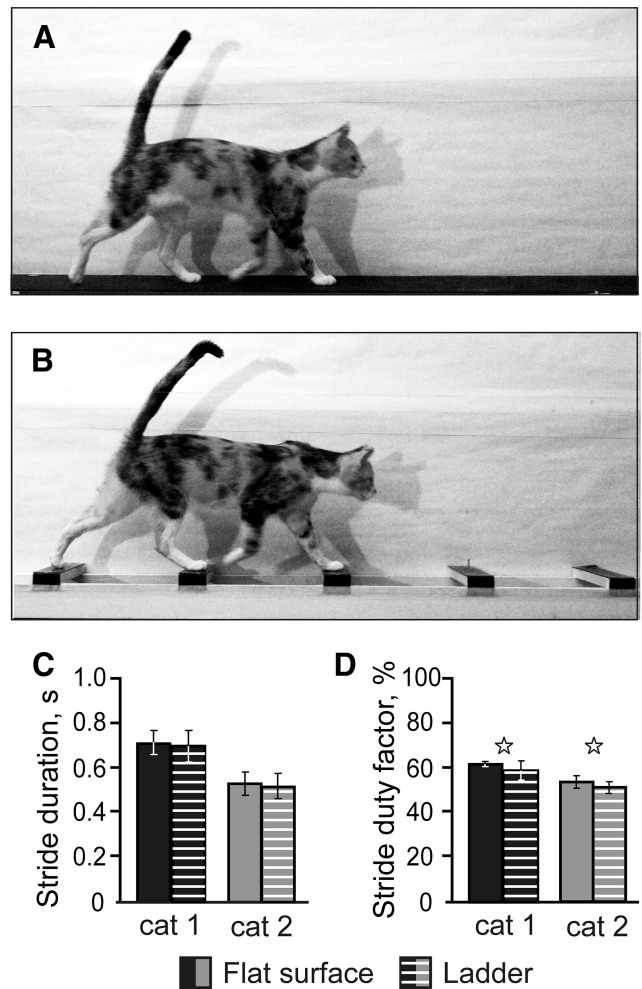 A
B
C
Stride duration, s
1.0
0.8
0.6
0.4
0.2
0
cat 1 cat 2
D
Stride duty factor, %
100
80
60
40
20
0
cat 1 cat 2
Flat surface Ladder